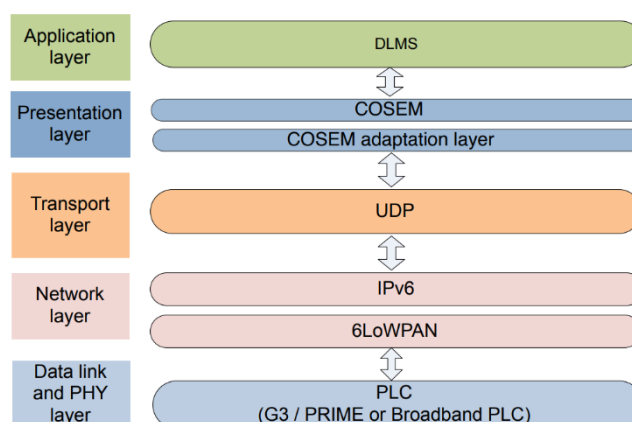 Application
layer
DLMS
Presentation
layer
COSEM
COSEM adaptation layer
Transport
layer
UDP
Network
layer
IPv6
6LoWPAN
Data link
and PHY
layer
PLC
(G3 / PRIME or Broadband PLC)